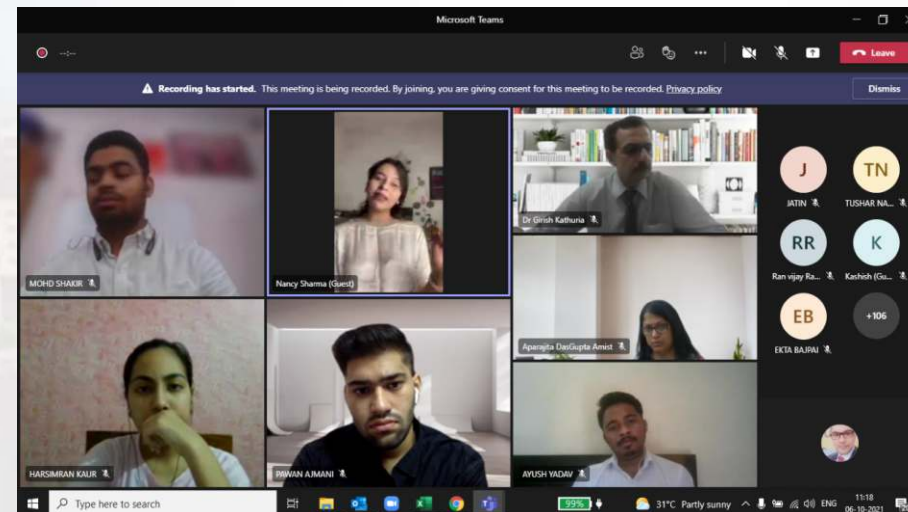 Microsoft Teams
--:--
Leave
Recording has started. This meeting is being recorded. By joining, you are giving consent for this meeting to be recorded. Privacy policy
Dismiss
MOHD SHAKIR
Nancy Sharma (Guest)
Dr Girish Kathuria
Aparajita DasGupta Amist
HARSIMRAN KAUR
PAWAN AJMANI
AYUSH YADAV
J
JATIN
TN
TUSHAR NA...
RR
Ran vijay Ra...
K
Kashish (Gu...
EB
EKTA BAJPAI
+106
Type here to search
99%
31°C Partly sunny
ENG
11:18
06-10-2021